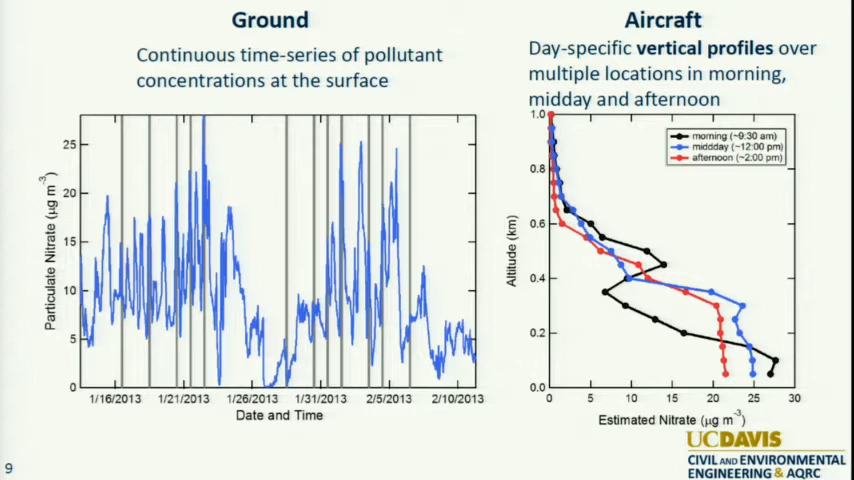 Ground
Continuous time-series of pollutant
concentrations at the surface
Aircraft
Day-specific vertical profiles over
multiple locations in morning,
midday and afternoon
Particulate Nitrate (μg m⁻³)
25
20
15
10
5
0
1/16/2013 1/21/2013 1/26/2013 1/31/2013 2/5/2013 2/10/2013
Date and Time
Altitude (km)
1.0
0.8
0.6
0.4
0.2
0.0
morning (~9:30 am)
middday (~12:00 pm)
afternoon (~2:00 pm)
0 5 10 15 20 25 30
Estimated Nitrate (μg m⁻³)
UCDAVIS
CIVIL AND ENVIRONMENTAL
ENGINEERING & AQRC
9